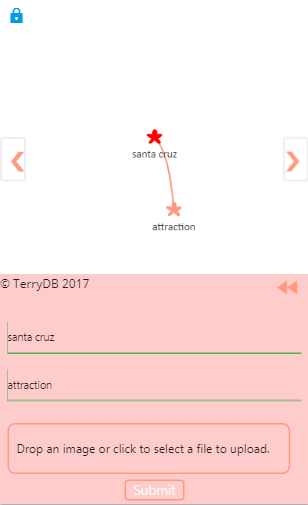 santa cruz
attraction
© TerryDB 2017
santa cruz
attraction
Drop an image or click to select a file to upload.
Submit